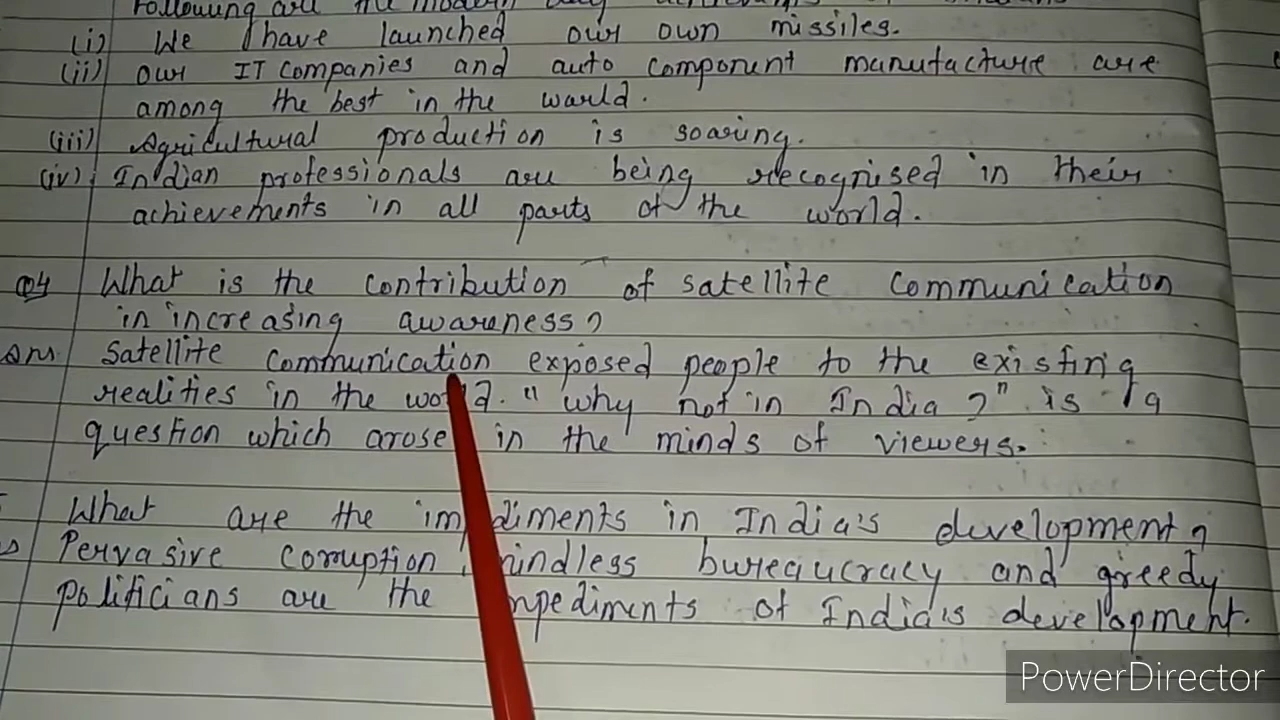 Following are the modern day
(i) We have launched our own missiles.
(ii) our IT companies and auto component manufacture are
among the best in the world.
(iii) Agricultural production is soaring.
(iv) Indian professionals are being recognised in their
achievements in all parts of the world.
Q4 What is the contribution of satellite communication
in increasing awareness?
Ans Satellite communication exposed people to the existing
realities in the world. "why not in India?" is a
question which arose in the minds of viewers.
What are the impediments in India's development?
Pervasive corruption, mindless bureaucracy and greedy
politicians are the impediments of India's development.
PowerDirector